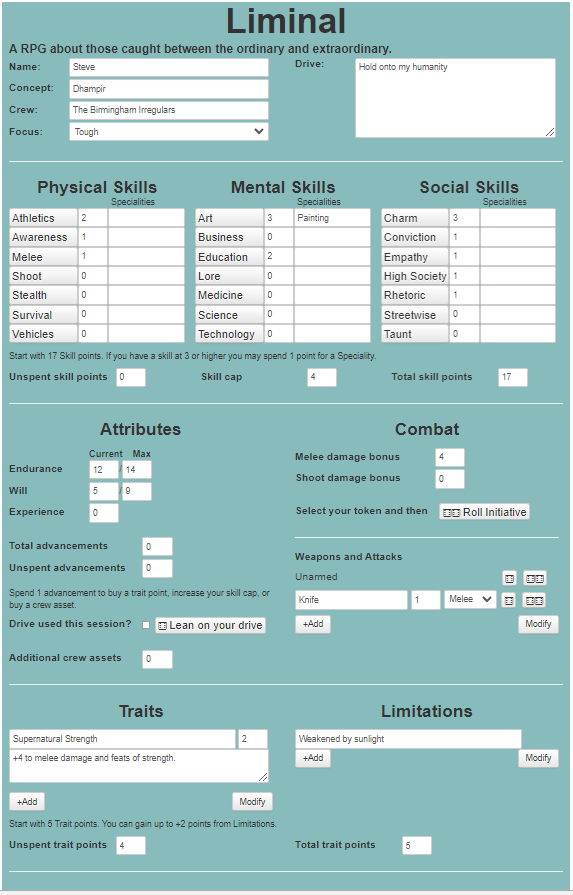 Liminal
A RPG about those caught between the ordinary and extraordinary.
Name: Steve Drive: Hold onto my humanity
Concept: Dhampir
Crew: The Birmingham Irregulars
Focus: Tough
Physical Skills Mental Skills Social Skills
Specialities Specialities Specialities
Athletics 2 Art 3 Painting Charm 3
Awareness 1 Business 0 Conviction 1
Melee 1 Education 2 Empathy 1
Shoot 0 Lore 0 High Society 1
Stealth 0 Medicine 0 Rhetoric 1
Survival 0 Science 0 Streetwise 0
Vehicles 0 Technology 0 Taunt 0
Start with 17 Skill points. If you have a skill at 3 or higher you may spend 1 point for a Speciality.
Unspent skill points 0 Skill cap 4 Total skill points 17
Attributes
Current Max
Endurance 12 / 14
Will 5 / 9
Experience 0
Total advancements 0
Unspent advancements 0
Spend 1 advancement to buy a trait point, increase your skill cap, or
buy a crew asset.
Drive used this session? Lean on your drive
Additional crew assets 0
Combat
Melee damage bonus 4
Shoot damage bonus 0
Select your token and then Roll Initiative
Weapons and Attacks
Unarmed
Knife 1 Melee
+Add Modify
Traits
Supernatural Strength 2
+4 to melee damage and feats of strength.
+Add Modify
Start with 5 Trait points. You can gain up to +2 points from Limitations.
Unspent trait points 4
Limitations
Weakened by sunlight
+Add Modify
Total trait points 5